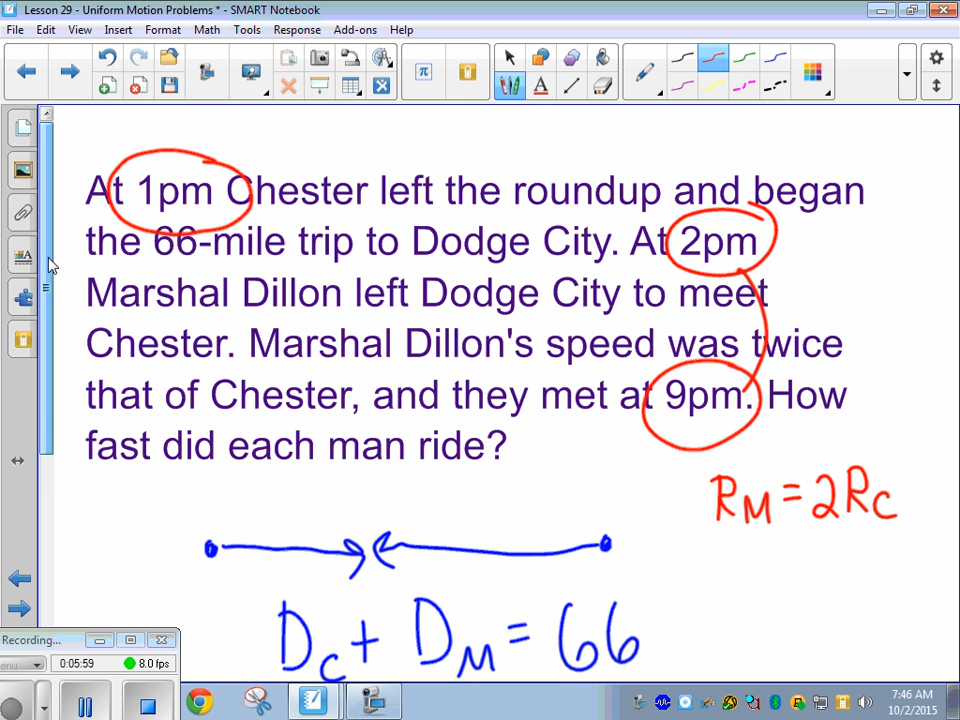 Lesson 29 - Uniform Motion Problems * - SMART Notebook
File Edit View Insert Format Math Tools Response Add-ons Help
At 1pm Chester left the roundup and began
the 66-mile trip to Dodge City. At 2pm
Marshal Dillon left Dodge City to meet
Chester. Marshal Dillon's speed was twice
that of Chester, and they met at 9pm. How
fast did each man ride?
RM = 2RC
DC + DM = 66
Recording...
enu
0:05:59 8.0 fps
7:46 AM
10/2/2015